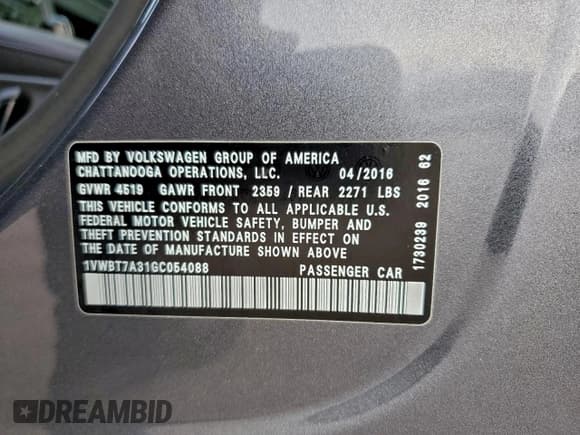 MFD BY VOLKSWAGEN GROUP OF AMERICA
CHATTANOOGA OPERATIONS, LLC. 04/2016
GVWR 4519 GAWR FRONT 2359 / REAR 2271 LBS
THIS VEHICLE CONFORMS TO ALL APPLICABLE U.S.
FEDERAL MOTOR VEHICLE SAFETY, BUMPER AND
THEFT PREVENTION STANDARDS IN EFFECT ON
THE DATE OF MANUFACTURE SHOWN ABOVE
1VWBT7A31GC054088 PASSENGER CAR
1730239 2016 62
DREAMBID